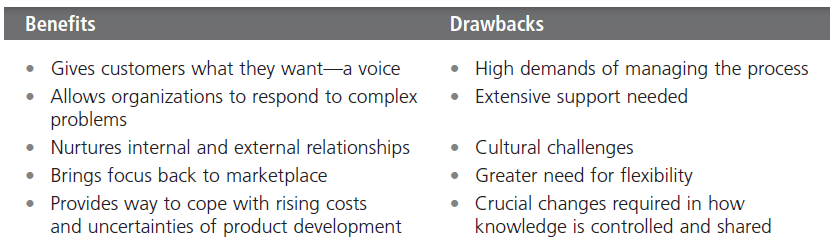 Benefits
Drawbacks
• Gives customers what they want—a voice
• Allows organizations to respond to complex
problems
• Nurtures internal and external relationships
• Brings focus back to marketplace
• Provides way to cope with rising costs
and uncertainties of product development
• High demands of managing the process
• Extensive support needed
• Cultural challenges
• Greater need for flexibility
• Crucial changes required in how
knowledge is controlled and shared